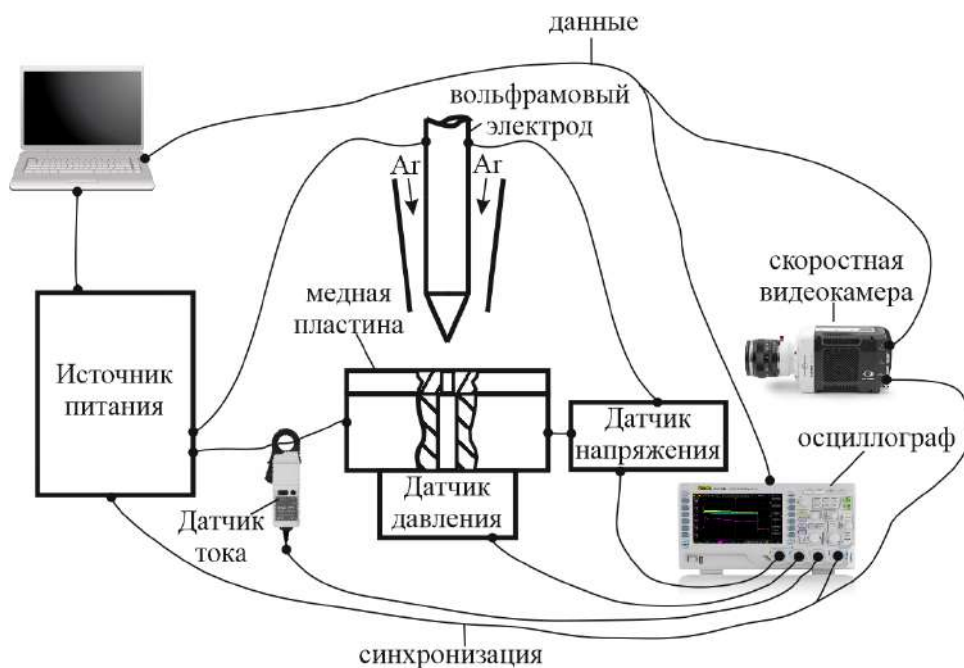 данные
вольфрамовый
электрод
Ar
Ar
скоростная
видеокамера
медная
пластина
Источник
питания
Датчик
напряжения
осциллограф
Датчик
давления
Датчик
тока
синхронизация